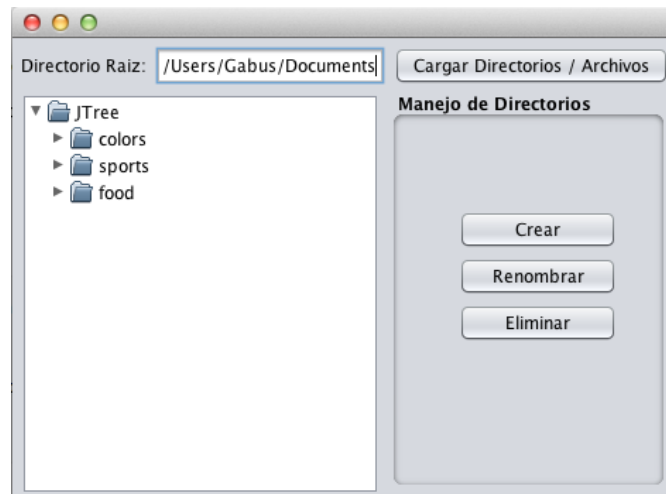 Directorio Raiz: /Users/Gabus/Documents Cargar Directorios / Archivos
JTree
colors
sports
food
Manejo de Directorios
Crear
Renombrar
Eliminar